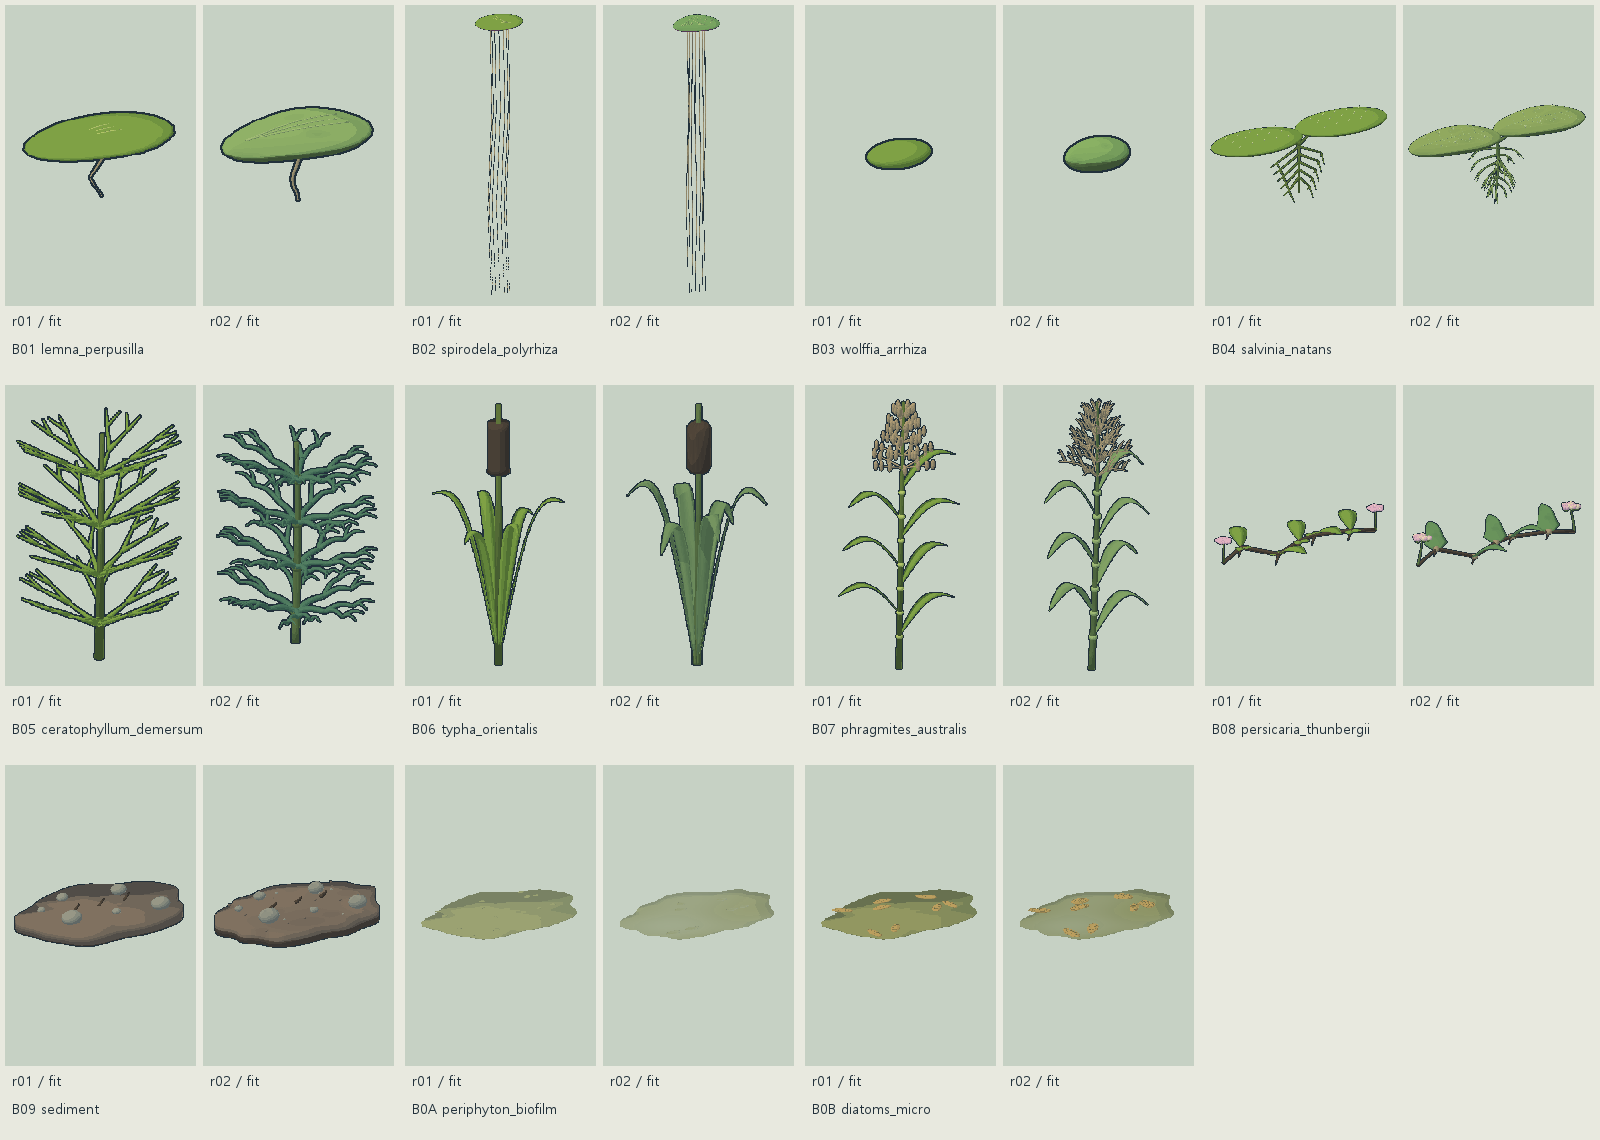 r01 / fit
r02 / fit
B01 lemna_perpusilla
r01 / fit
r02 / fit
B02 spirodela_polyrhiza
r01 / fit
r02 / fit
B03 wolffia_arrhiza
r01 / fit
r02 / fit
B04 salvinia_natans
r01 / fit
r02 / fit
B05 ceratophyllum_demersum
r01 / fit
r02 / fit
B06 typha_orientalis
r01 / fit
r02 / fit
B07 phragmites_australis
r01 / fit
r02 / fit
B08 persicaria_thunbergii
r01 / fit
r02 / fit
B09 sediment
r01 / fit
r02 / fit
B0A periphyton_biofilm
r01 / fit
r02 / fit
B0B diatoms_micro